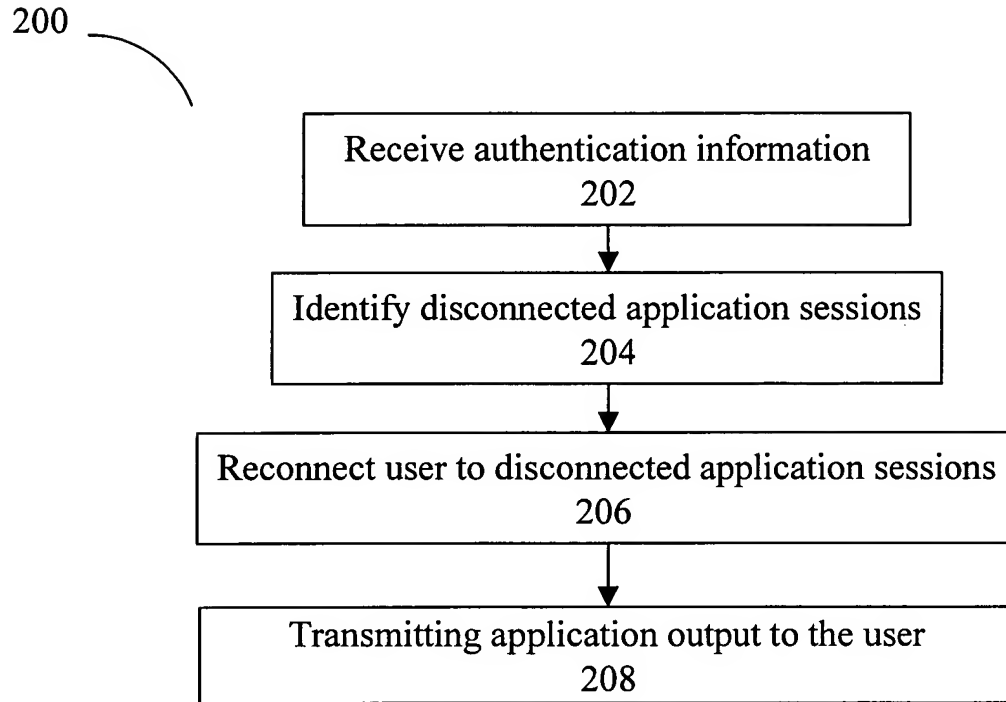 200
Receive authentication information
202
Identify disconnected application sessions
204
Reconnect user to disconnected application sessions
206
Transmitting application output to the user
208